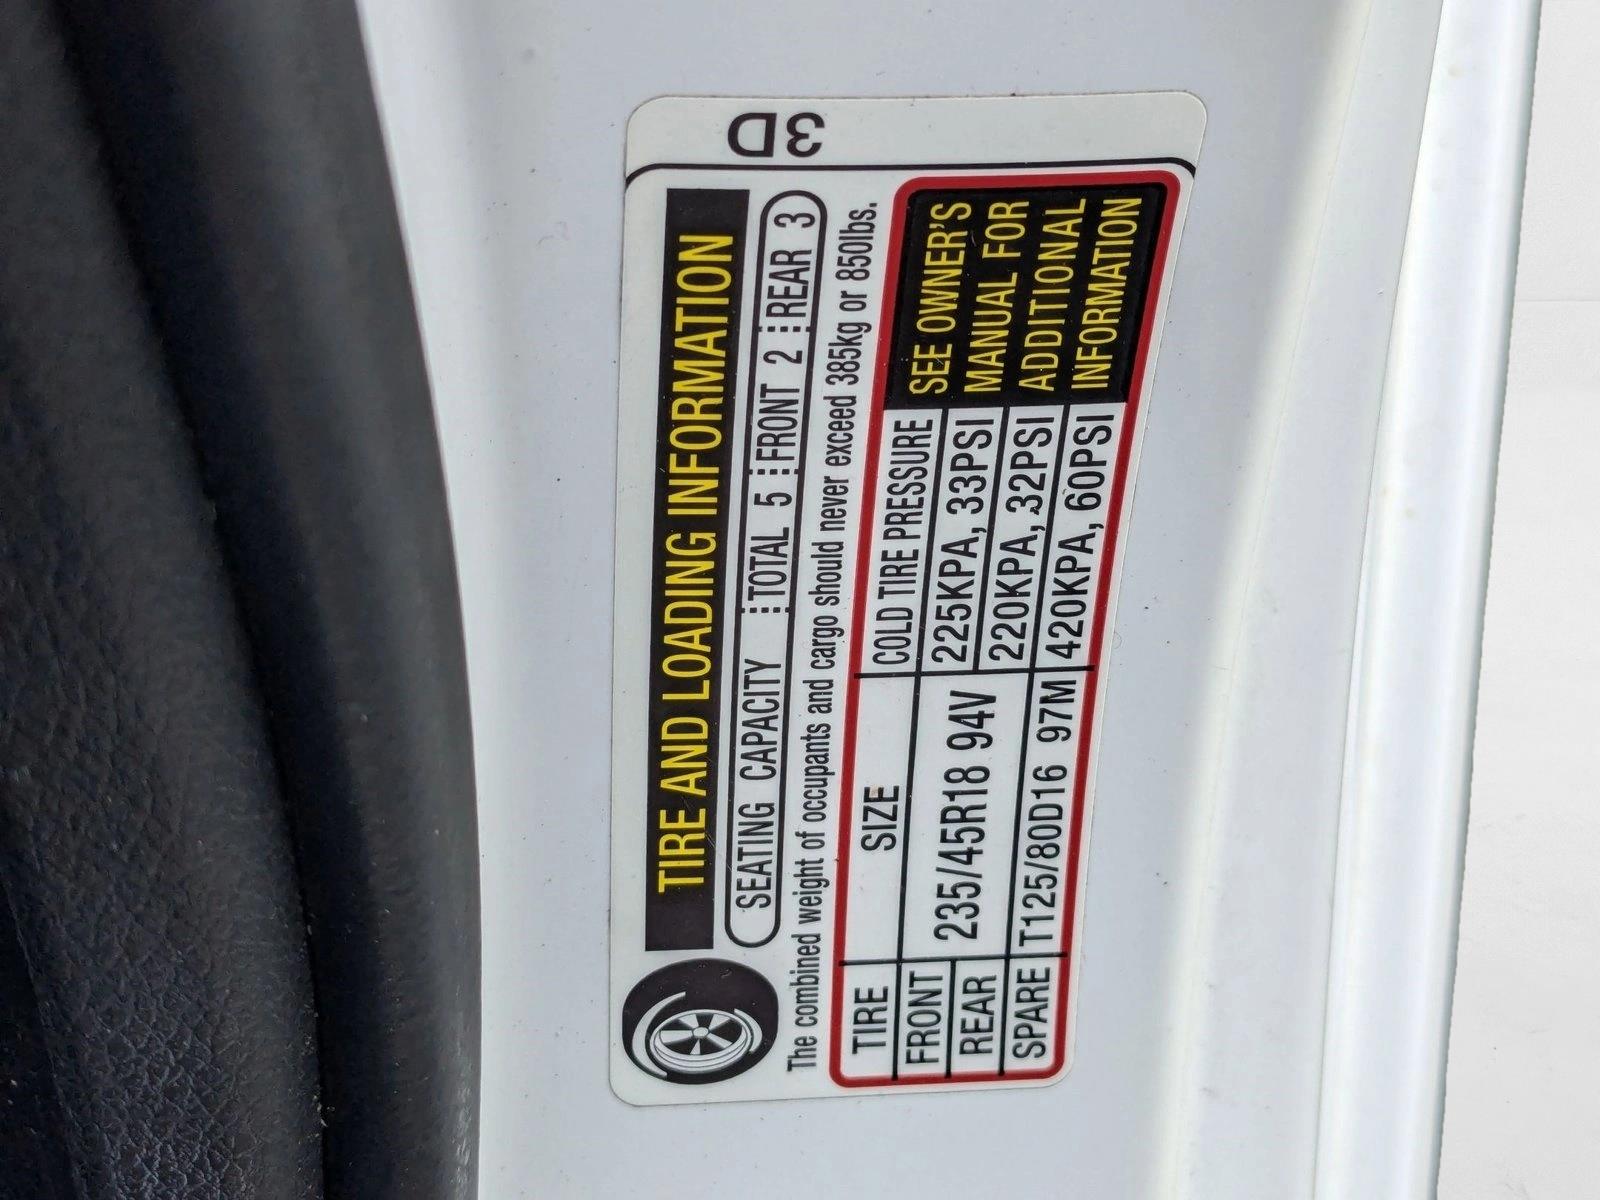 3D
TIRE AND LOADING INFORMATION
SEATING CAPACITY TOTAL 5 FRONT 2 REAR 3
The combined weight of occupants and cargo should never exceed 385kg or 850lbs.
TIRE SIZE COLD TIRE PRESSURE
FRONT 235/45R18 94V 225KPA, 33PSI
REAR 220KPA, 32PSI
SPARE T125/80D16 97M 420KPA, 60PSI
SEE OWNER'S
MANUAL FOR
ADDITIONAL
INFORMATION